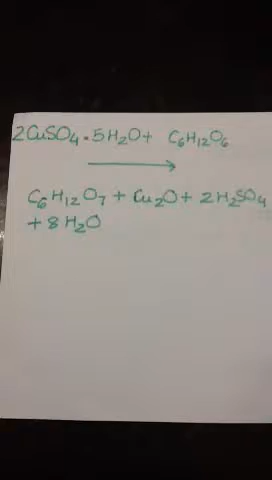 2CuSO₄·5H₂O + C₆H₁₂O₆
⟶
C₆H₁₂O₇ + Cu₂O + 2H₂SO₄
+ 8H₂O